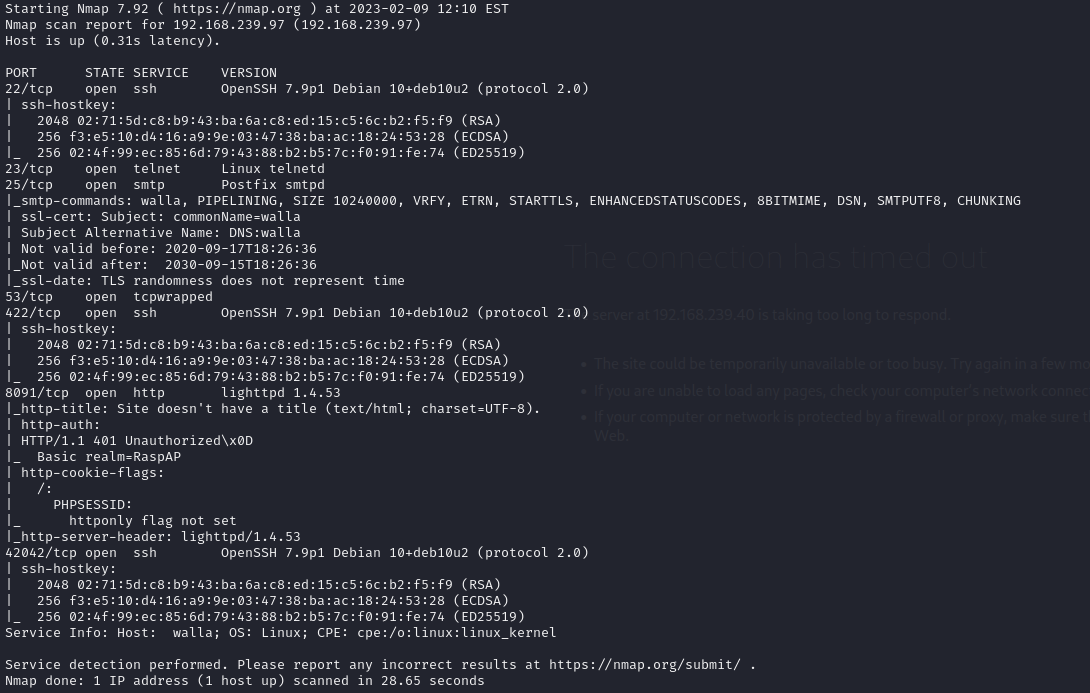 Starting Nmap 7.92 ( https://nmap.org ) at 2023-02-09 12:10 EST
Nmap scan report for 192.168.239.97 (192.168.239.97)
Host is up (0.31s latency).

PORT      STATE SERVICE    VERSION
22/tcp    open  ssh        OpenSSH 7.9p1 Debian 10+deb10u2 (protocol 2.0)
| ssh-hostkey:
|   2048 02:71:5d:c8:b9:43:ba:6a:c8:ed:15:c5:6c:b2:f5:f9 (RSA)
|   256 f3:e5:10:d4:16:a9:9e:03:47:38:ba:ac:18:24:53:28 (ECDSA)
|_  256 02:4f:99:ec:85:6d:79:43:88:b2:b5:7c:f0:91:fe:74 (ED25519)
23/tcp    open  telnet     Linux telnetd
25/tcp    open  smtp       Postfix smtpd
|_smtp-commands: walla, PIPELINING, SIZE 10240000, VRFY, ETRN, STARTTLS, ENHANCEDSTATUSCODES, 8BITMIME, DSN, SMTPUTF8, CHUNKING
| ssl-cert: Subject: commonName=walla
| Subject Alternative Name: DNS:walla
| Not valid before: 2020-09-17T18:26:36
The connection has timed out
|_Not valid after:  2030-09-15T18:26:36
|_ssl-date: TLS randomness does not represent time
53/tcp    open  tcpwrapped
422/tcp   open  ssh        OpenSSH 7.9p1 Debian 10+deb10u2 (protocol 2.0)
server at 192.168.239.40 is taking too long to respond.
| ssh-hostkey:
|   2048 02:71:5d:c8:b9:43:ba:6a:c8:ed:15:c5:6c:b2:f5:f9 (RSA)
|   256 f3:e5:10:d4:16:a9:9e:03:47:38:ba:ac:18:24:53:28 (ECDSA)
The site could be temporarily unavailable or too busy. Try again in a few
|_  256 02:4f:99:ec:85:6d:79:43:88:b2:b5:7c:f0:91:fe:74 (ED25519)
8091/tcp  open  http       lighttpd 1.4.53
If you are unable to load any pages, check your computer's network
|_http-title: Site doesn't have a title (text/html; charset=UTF-8).
If your computer or network is protected by a firewall or proxy, make sure
| http-auth:
Web.
| HTTP/1.1 401 Unauthorized\x0D
|_  Basic realm=RaspAP
| http-cookie-flags:
|   /:
|     PHPSESSID:
|_      httponly flag not set
|_http-server-header: lighttpd/1.4.53
42042/tcp open  ssh        OpenSSH 7.9p1 Debian 10+deb10u2 (protocol 2.0)
| ssh-hostkey:
|   2048 02:71:5d:c8:b9:43:ba:6a:c8:ed:15:c5:6c:b2:f5:f9 (RSA)
|   256 f3:e5:10:d4:16:a9:9e:03:47:38:ba:ac:18:24:53:28 (ECDSA)
|_  256 02:4f:99:ec:85:6d:79:43:88:b2:b5:7c:f0:91:fe:74 (ED25519)
Service Info: Host:  walla; OS: Linux; CPE: cpe:/o:linux:linux_kernel

Service detection performed. Please report any incorrect results at https://nmap.org/submit/ .
Nmap done: 1 IP address (1 host up) scanned in 28.65 seconds